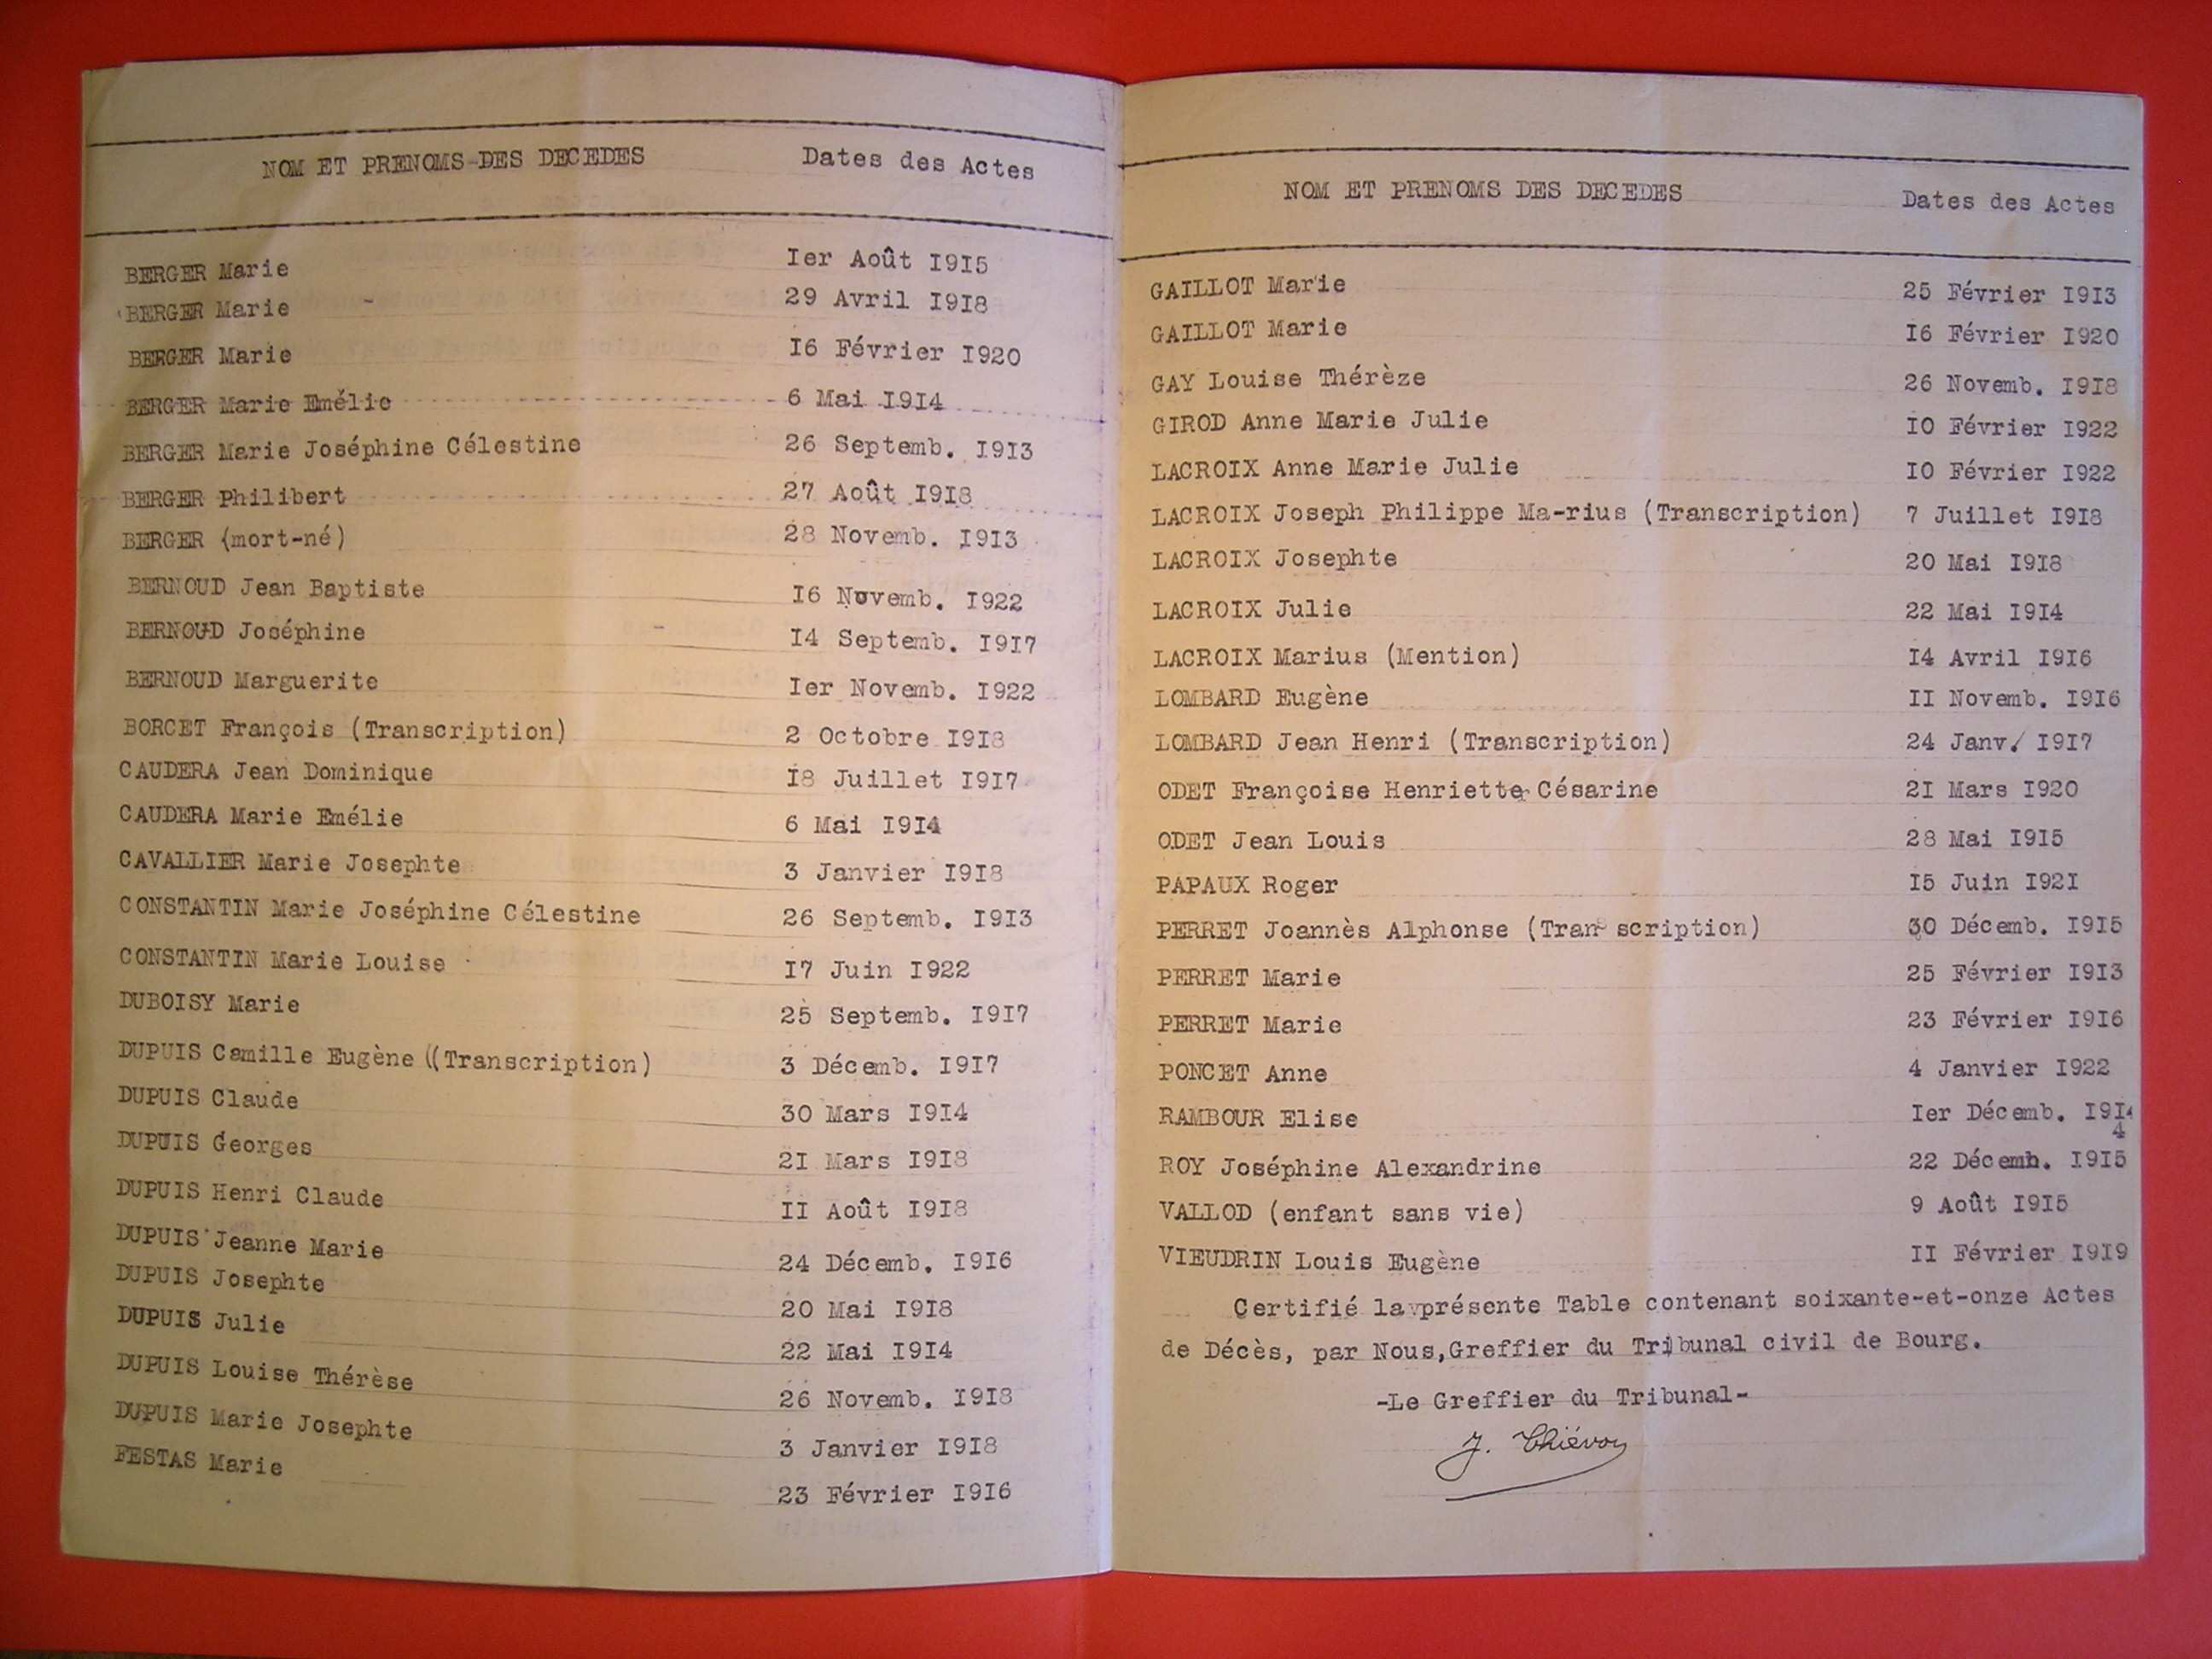 NOM ET PRENOMS-DES DECEDES Dates des Actes
BERGER Marie Ier Août I9I5
BERGER Marie 29 Avril I9I8
BERGER Marie I6 Février I920
BERGER Marie Emélie 6 Mai I9I4
BERGER Marie Joséphine Célestine 26 Septemb. I9I3
BERGER Philibert 27 Août I9I8
BERGER (mort-né) 28 Novemb. I9I3
BERNOUD Jean Baptiste I6 Novemb. I922
BERNOUD Joséphine I4 Septemb. I9I7
BERNOUD Marguerite Ier Novemb. I922
BORCET François (Transcription) 2 Octobre I9I8
CAUDERA Jean Dominique I8 Juillet I9I7
CAUDERA Marie Emélie 6 Mai I9I4
CAVALLIER Marie Josephte 3 Janvier I9I8
CONSTANTIN Marie Joséphine Célestine 26 Septemb. I9I3
CONSTANTIN Marie Louise I7 Juin I922
DUBOISY Marie 25 Septemb. I9I7
DUPUIS Camille Eugène ((Transcription) 3 Décemb. I9I7
DUPUIS Claude 30 Mars I9I4
DUPUIS Georges 2I Mars I9I8
DUPUIS Henri Claude II Août I9I8
DUPUIS Jeanne Marie 24 Décemb. I9I6
DUPUIS Josephte 20 Mai I9I8
DUPUIS Julie 22 Mai I9I4
DUPUIS Louise Thérèse 26 Novemb. I9I8
DUPUIS Marie Josephte 3 Janvier I9I8
FESTAS Marie 23 Février I9I6
NOM ET PRENOMS DES DECEDES Dates des Actes
GAILLOT Marie 25 Février I9I3
GAILLOT Marie I6 Février I920
GAY Louise Thérèze 26 Novemb. I9I8
GIROD Anne Marie Julie IO Février I922
LACROIX Anne Marie Julie IO Février I922
LACROIX Joseph Philippe Ma-rius (Transcription) 7 Juillet I9I8
LACROIX Josephte 20 Mai I9I8
LACROIX Julie 22 Mai I9I4
LACROIX Marius (Mention) I4 Avril I9I6
LOMBARD Eugène II Novemb. I9I6
LOMBARD Jean Henri (Transcription) 24 Janv. I9I7
ODET Françoise Henriette Césarine 2I Mars I920
ODET Jean Louis 28 Mai I9I5
PAPAUX Roger I5 Juin I92I
PERRET Joannès Alphonse (Trans scription) 30 Décemb. I9I5
PERRET Marie 25 Février I9I3
PERRET Marie 23 Février I9I6
PONCET Anne 4 Janvier I922
RAMBOUR Elise Ier Décemb. I9I4
4
ROY Joséphine Alexandrine 22 Décemb. I9I5
VALLOD (enfant sans vie) 9 Août I9I5
VIEUDRIN Louis Eugène II Février I9I9
Certifié la présente Table contenant soixante-et-onze Actes
de Décès, par Nous,Greffier du Tribunal civil de Bourg.
-Le Greffier du Tribunal-